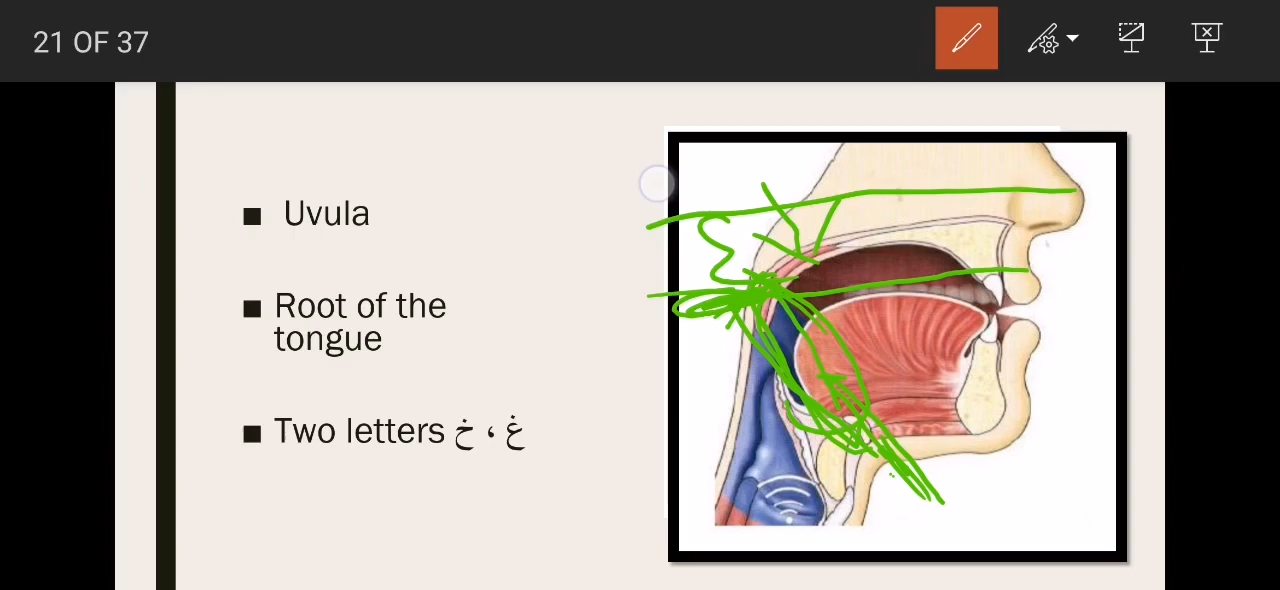 21 OF 37
Uvula
Root of the
tongue
Two letters غ ، خ